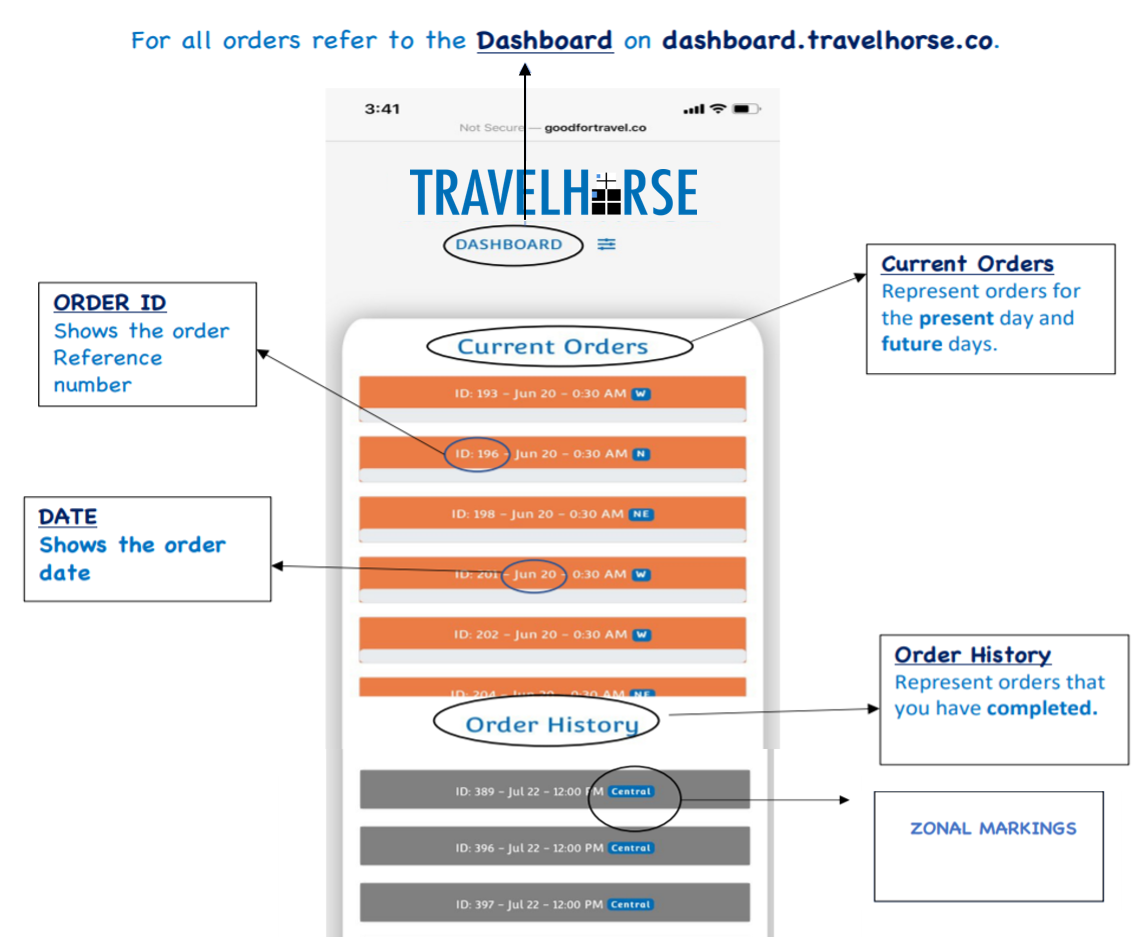 For all orders refer to the Dashboard on dashboard.travelhorse.co.
3:41
Not Secure — goodfortravel.co
TRAVELHORSE
DASHBOARD
Current Orders
Represent orders for
the present day and
future days.
ORDER ID
Shows the order
Reference
number
Current Orders
ID: 193 – Jun 20 – 0:30 AM W
ID: 196 – Jun 20 – 0:30 AM N
ID: 198 – Jun 20 – 0:30 AM NE
DATE
Shows the order
date
ID: 201 – Jun 20 – 0:30 AM W
ID: 202 – Jun 20 – 0:30 AM W
ID: 204 – Jun 20 – 0:30 AM NE
Order History
Represent orders that
you have completed.
Order History
ID: 389 – Jul 22 – 12:00 PM Central
ZONAL MARKINGS
ID: 396 – Jul 22 – 12:00 PM Central
ID: 397 – Jul 22 – 12:00 PM Central